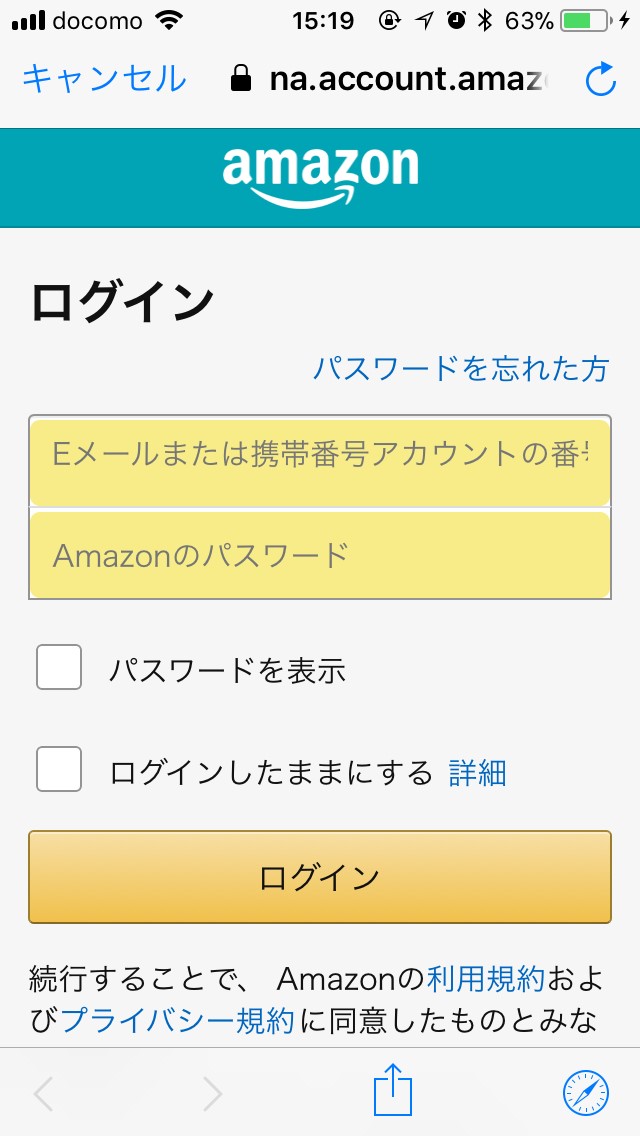 docomo 15:19 63%
キャンセル na.account.amaz
amazon
ログイン
パスワードを忘れた方
Eメールまたは携帯番号アカウントの番
Amazonのパスワード
パスワードを表示
ログインしたままにする 詳細
ログイン
続行することで、 Amazonの利用規約およ
びプライバシー規約に同意したものとみな